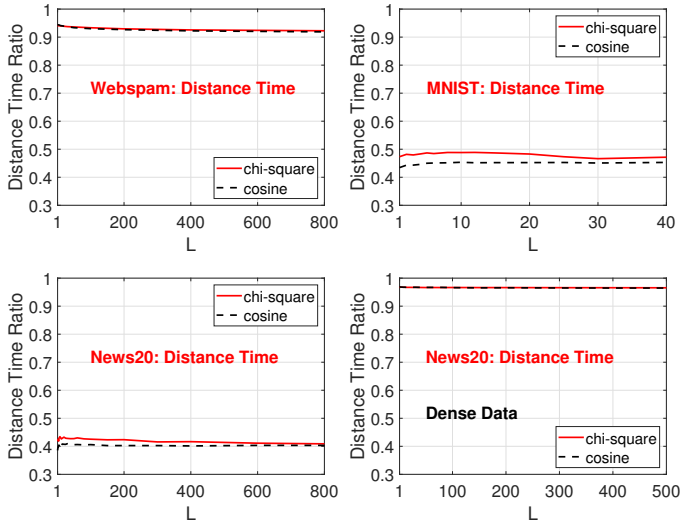 1
0.9
0.8
0.7
0.6
0.5
0.4
0.3
Distance Time Ratio
Webspam: Distance Time
chi-square
cosine
1 200 400 600 800
L
1
0.9
0.8
0.7
0.6
0.5
0.4
0.3
Distance Time Ratio
chi-square
cosine
MNIST: Distance Time
1 10 20 30 40
L
1
0.9
0.8
0.7
0.6
0.5
0.4
0.3
Distance Time Ratio
chi-square
cosine
News20: Distance Time
1 200 400 600 800
L
1
0.9
0.8
0.7
0.6
0.5
0.4
0.3
Distance Time Ratio
News20: Distance Time
Dense Data
chi-square
cosine
1 100 200 300 400 500
L